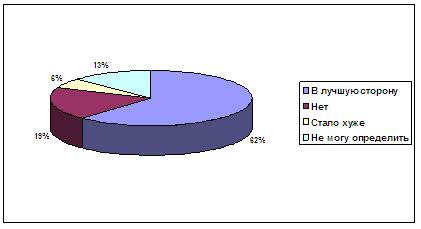 13%
6%
19%
62%
В лучшую сторону
Нет
Стало хуже
Не могу определить